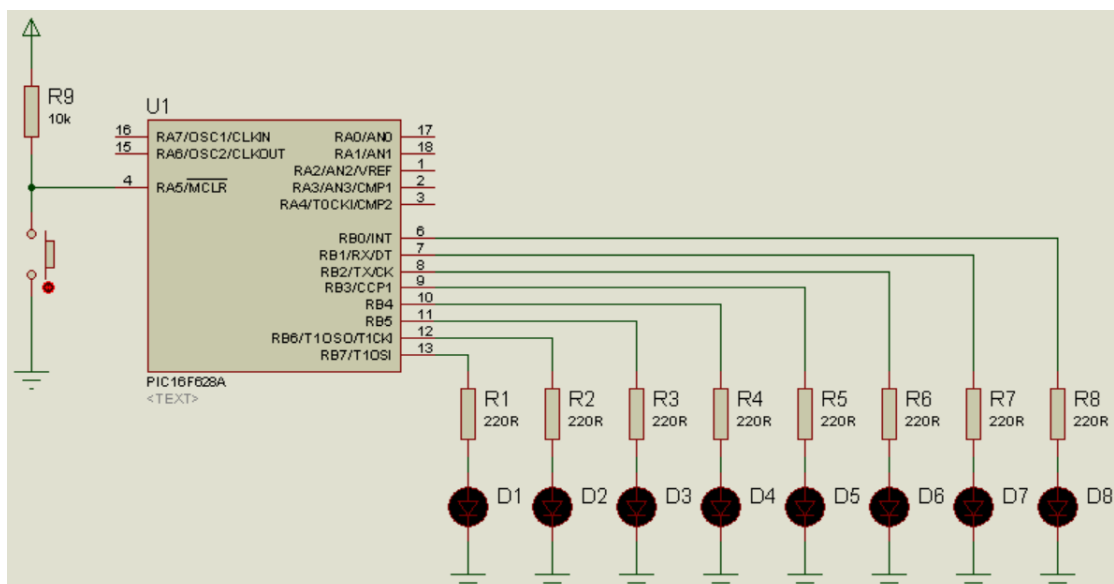 R9
10k
U1
16 RA7/OSC1/CLKIN
15 RA6/OSC2/CLKOUT
4 RA5/MCLR
RA0/AN0 17
RA1/AN1 18
RA2/AN2/VREF 1
RA3/AN3/CMP1 2
RA4/T0CKI/CMP2 3
RB0/INT 6
RB1/RX/DT 7
RB2/TX/CK 8
RB3/CCP1 9
RB4 10
RB5 11
RB6/T1OSO/T1CKI 12
RB7/T1OSI 13
PIC16F628A
<TEXT>
R1 R2 R3 R4 R5 R6 R7 R8
220R 220R 220R 220R 220R 220R 220R 220R
D1 D2 D3 D4 D5 D6 D7 D8